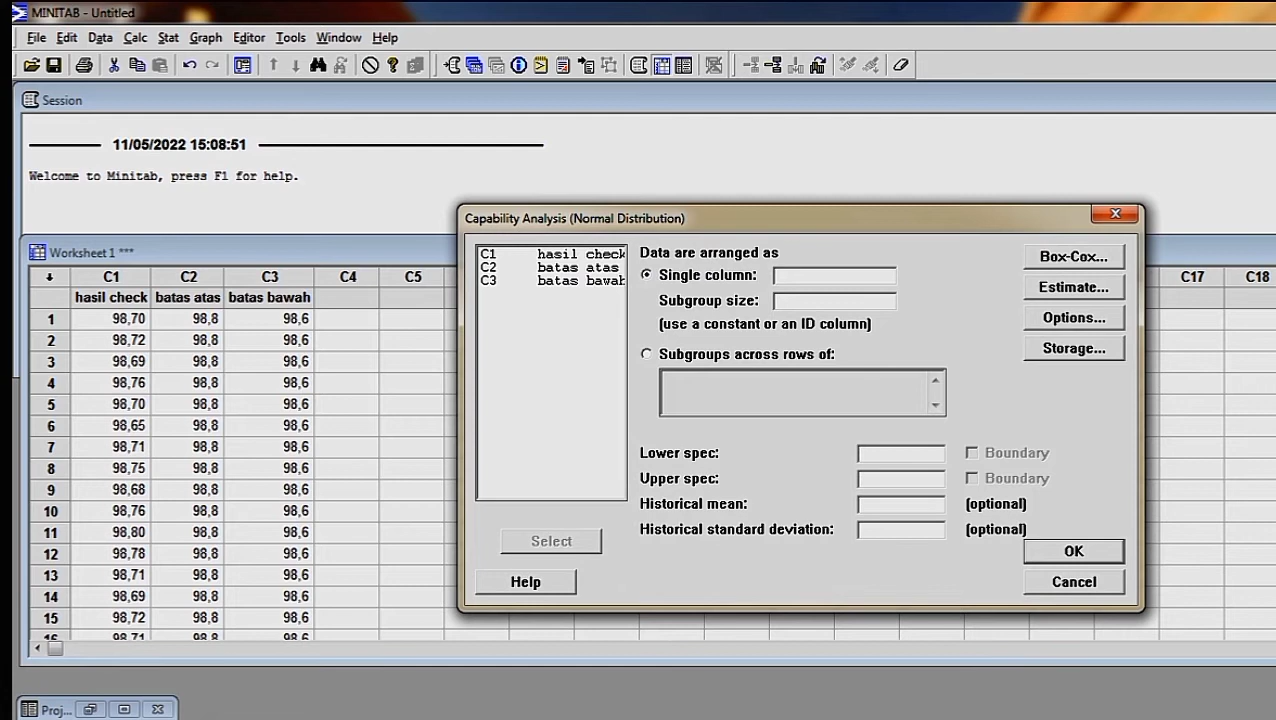 MINITAB - Untitled
File Edit Data Calc Stat Graph Editor Tools Window Help
Session
11/05/2022 15:08:51
Welcome to Minitab, press F1 for help.
Worksheet 1 ***
C1 C2 C3 C4 C5 C17 C18
hasil check batas atas batas bawah
1 98,70 98,8 98,6
2 98,72 98,8 98,6
3 98,69 98,8 98,6
4 98,76 98,8 98,6
5 98,70 98,8 98,6
6 98,65 98,8 98,6
7 98,71 98,8 98,6
8 98,75 98,8 98,6
9 98,68 98,8 98,6
10 98,76 98,8 98,6
11 98,80 98,8 98,6
12 98,78 98,8 98,6
13 98,71 98,8 98,6
14 98,69 98,8 98,6
15 98,72 98,8 98,6
16 98,71 98,8 98,6
Capability Analysis (Normal Distribution)
C1 hasil check
C2 batas atas
C3 batas bawah
Data are arranged as
Single column:
Subgroup size:
(use a constant or an ID column)
Subgroups across rows of:
Lower spec: Boundary
Upper spec: Boundary
Historical mean: (optional)
Historical standard deviation: (optional)
Box-Cox...
Estimate...
Options...
Storage...
Select
Help
OK
Cancel
Proj...